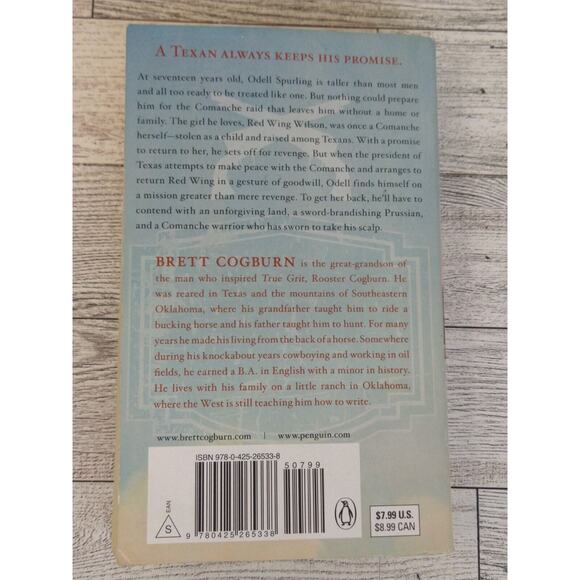 A TEXAN ALWAYS KEEPS HIS PROMISE.
At seventeen years old, Odell Spurling is taller than most men
and all too ready to be treated like one. But nothing could prepare
him for the Comanche raid that leaves him without a home or
family. The girl he loves, Red Wing Wilson, was once a Comanche
herself—stolen as a child and raised among Texans. With a promise
to return to her, he sets off for revenge. But when the president of
Texas attempts to make peace with the Comanche and arranges to
return Red Wing in a gesture of goodwill, Odell finds himself on
a mission greater than mere revenge. To get her back, he'll have to
contend with an unforgiving land, a sword-brandishing Prussian,
and a Comanche warrior who has sworn to take his scalp.
BRETT COGBURN is the great-grandson of
the man who inspired True Grit, Rooster Cogburn. He
was reared in Texas and the mountains of Southeastern
Oklahoma, where his grandfather taught him to ride a
bucking horse and his father taught him to hunt. For many
years he made his living from the back of a horse. Somewhere
during his knockabout years cowboying and working in oil
fields, he earned a B.A. in English with a minor in history.
He lives with his family on a little ranch in Oklahoma,
where the West is still teaching him how to write.
www.brettcogburn.com | www.penguin.com
ISBN 978-0-425-26533-8
50799
EAN
S
9 780425 265338
$7.99 U.S.
$8.99 CAN